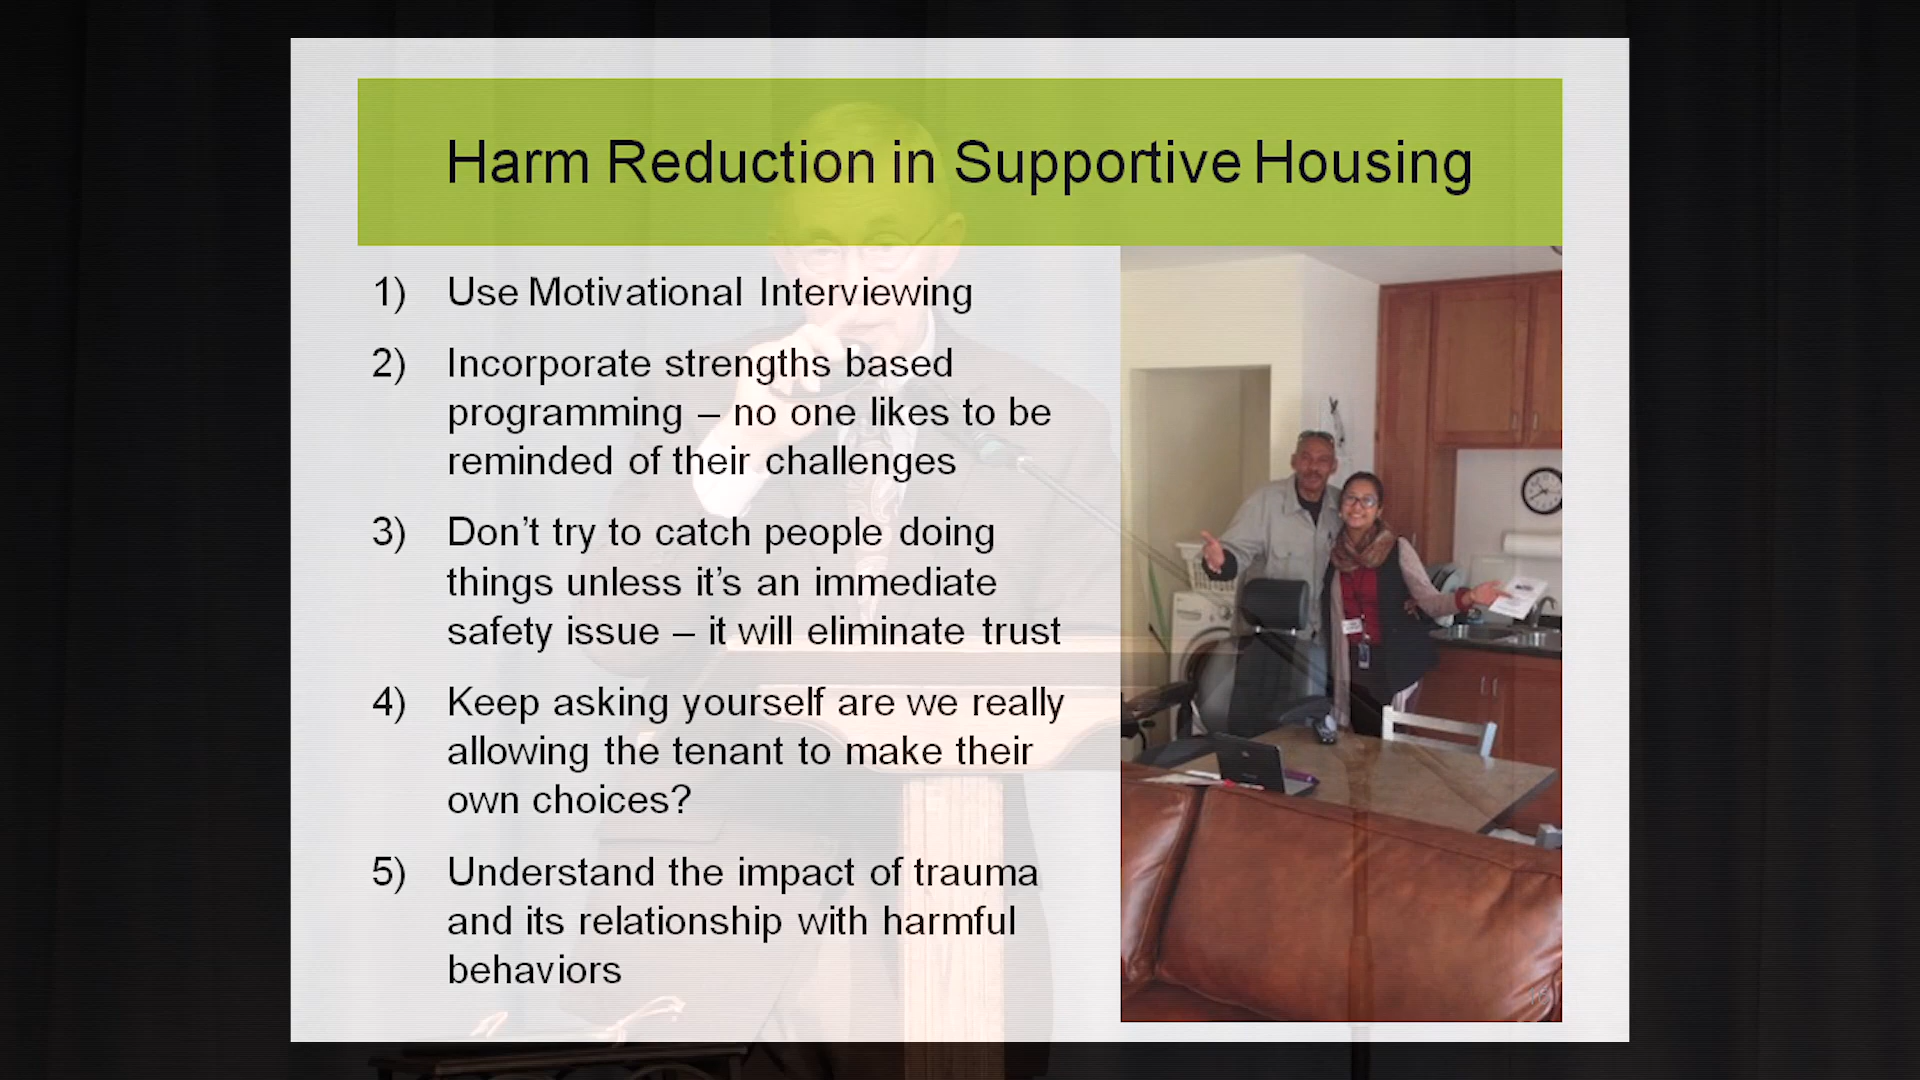 Harm Reduction in Supportive Housing
1) Use Motivational Interviewing
2) Incorporate strengths based
programming – no one likes to be
reminded of their challenges
3) Don’t try to catch people doing
things unless it’s an immediate
safety issue – it will eliminate trust
4) Keep asking yourself are we really
allowing the tenant to make their
own choices?
5) Understand the impact of trauma
and its relationship with harmful
behaviors